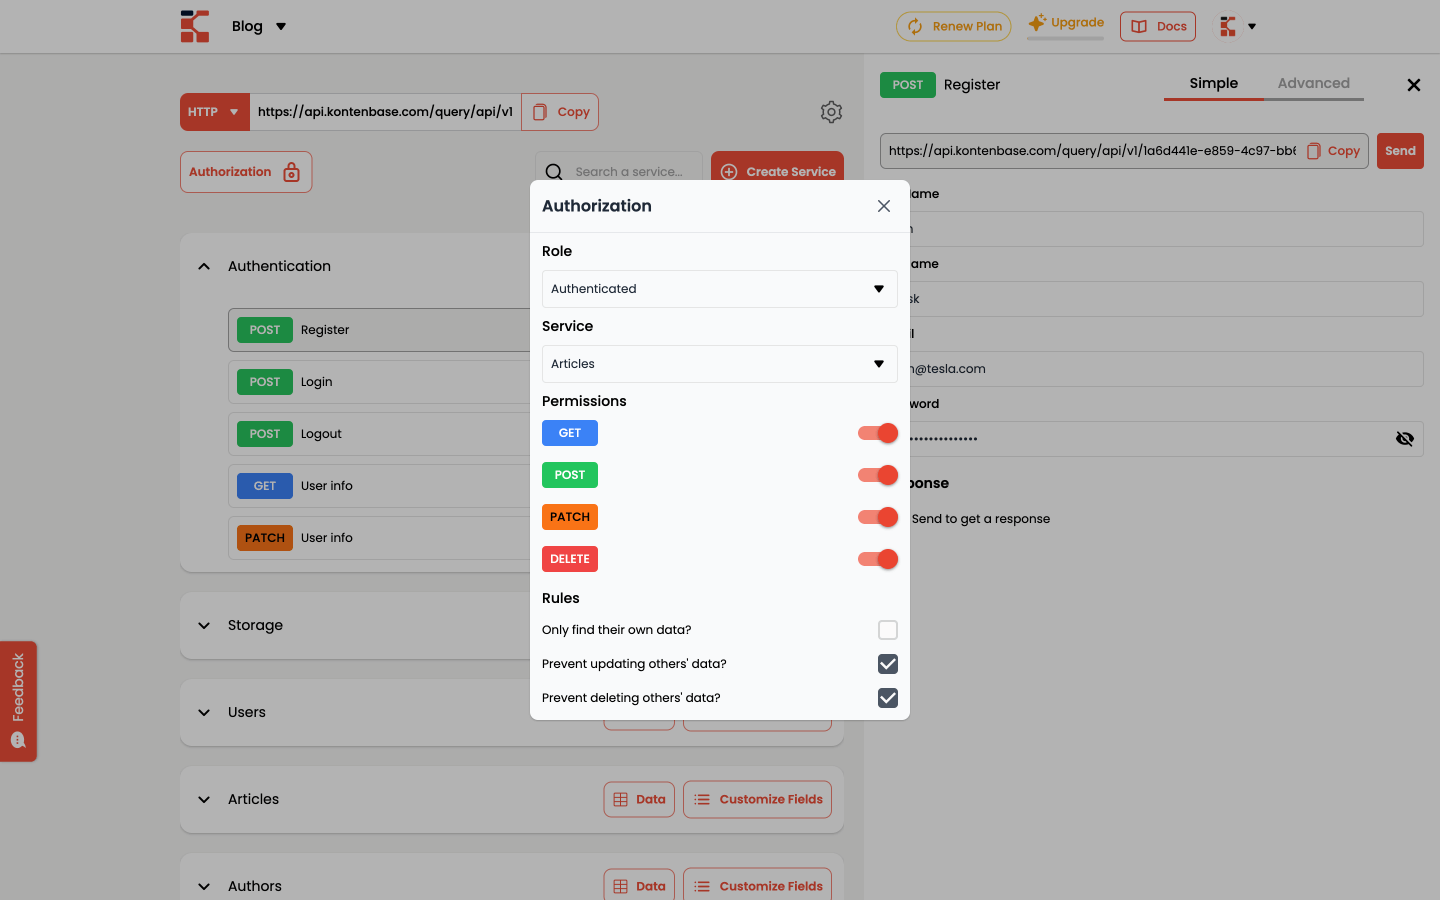 Blog
Renew Plan
Upgrade
Docs
HTTP
https://api.kontenbase.com/query/api/v1
Copy
Authorization
Search a service...
Create Service
Authentication
POST Register
POST Login
POST Logout
GET User info
PATCH User info
Storage
Users
Articles
Data
Customize Fields
Authors
Data
Customize Fields
Feedback
Authorization
Role
Authenticated
Service
Articles
Permissions
GET
POST
PATCH
DELETE
Rules
Only find their own data?
Prevent updating others' data?
Prevent deleting others' data?
POST Register
Simple
Advanced
https://api.kontenbase.com/query/api/v1/1a6d441e-e859-4c97-bb6
Copy
Send
ame
ame
sk
@tesla.com
word
••••••••••••••
onse
Send to get a response